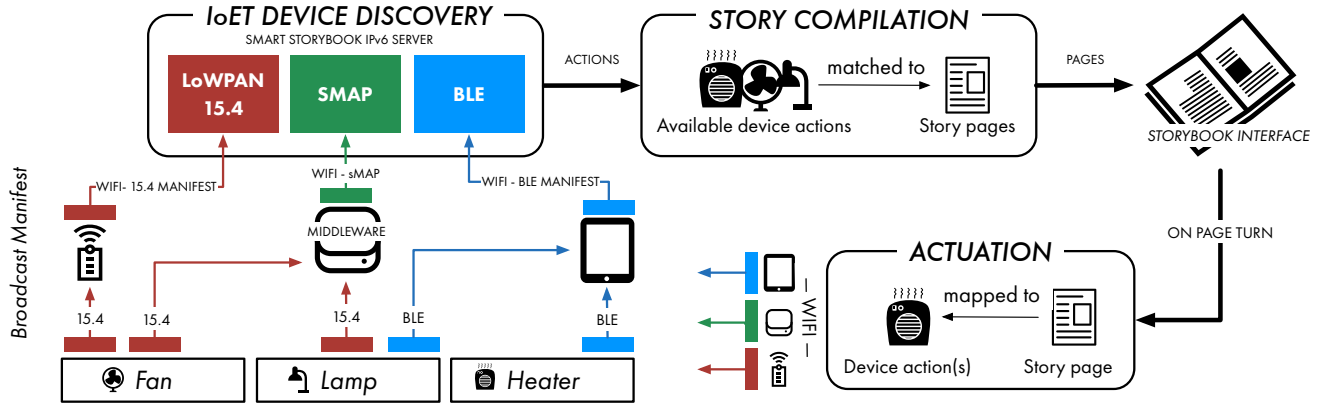 IoET DEVICE DISCOVERY
SMART STORYBOOK IPv6 SERVER
LoWPAN
15.4
SMAP
BLE
ACTIONS
STORY COMPILATION
matched to
Available device actions
Story pages
PAGES
STORYBOOK INTERFACE
Broadcast Manifest
WIFI- 15.4 MANIFEST
WIFI - sMAP
WIFI - BLE MANIFEST
MIDDLEWARE
15.4
15.4
15.4
BLE
BLE
Fan
Lamp
Heater
ON PAGE TURN
ACTUATION
mapped to
Device action(s)
Story page
— WIFI —